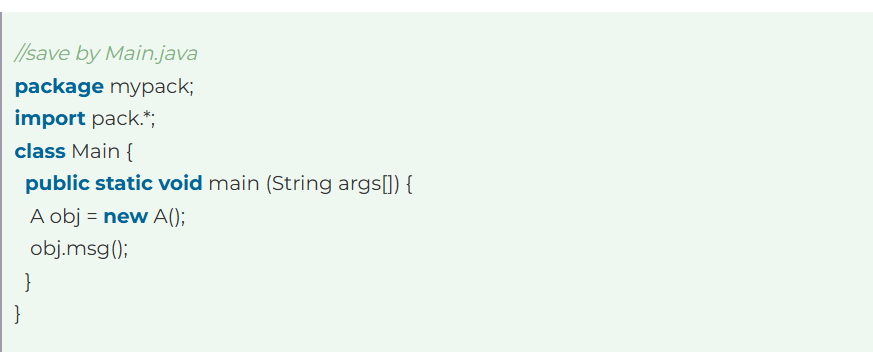 //save by Main.java
package mypack;
import pack.*;
class Main {
public static void main (String args[]) {
A obj = new A();
obj.msg();
}
}